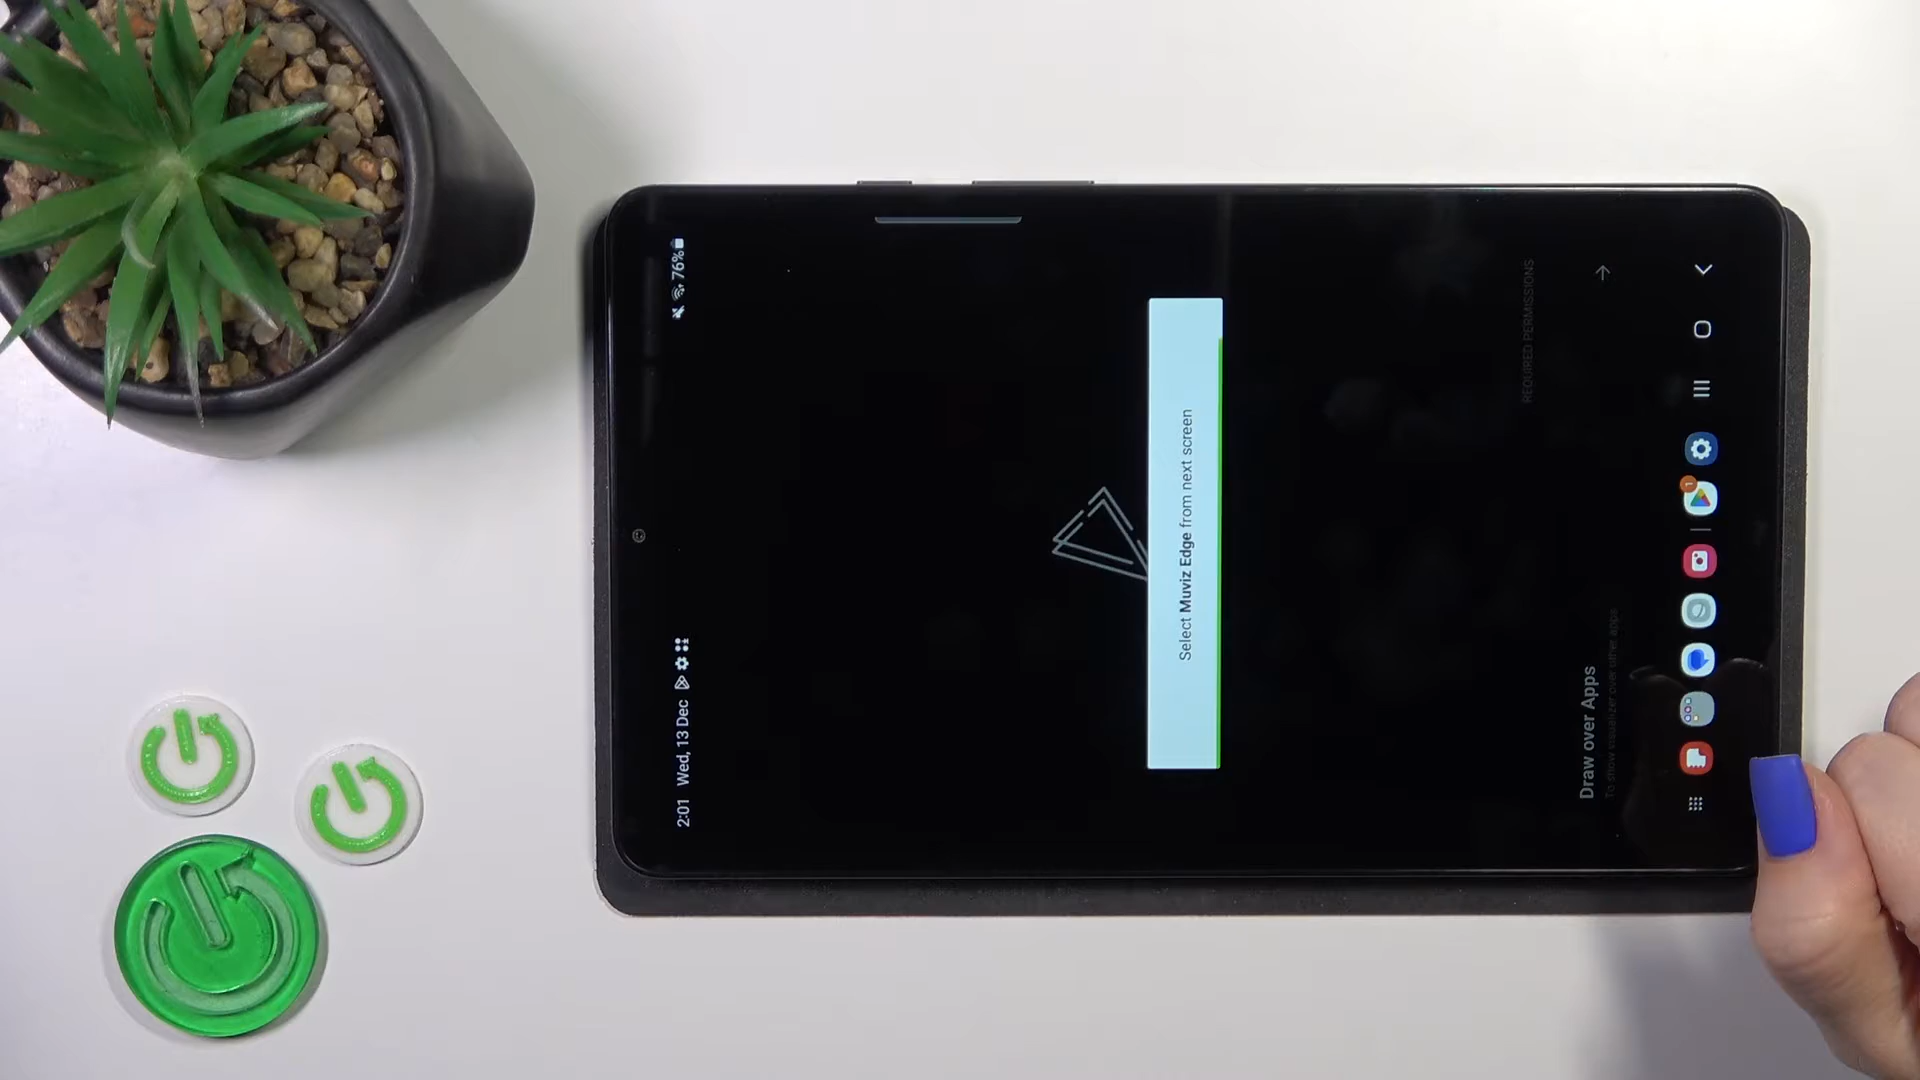 2:01 Wed, 13 Dec
76%
Select Muviz Edge from next screen
REQUIRED PERMISSIONS
Draw over Apps
To show visualizer over other apps
1